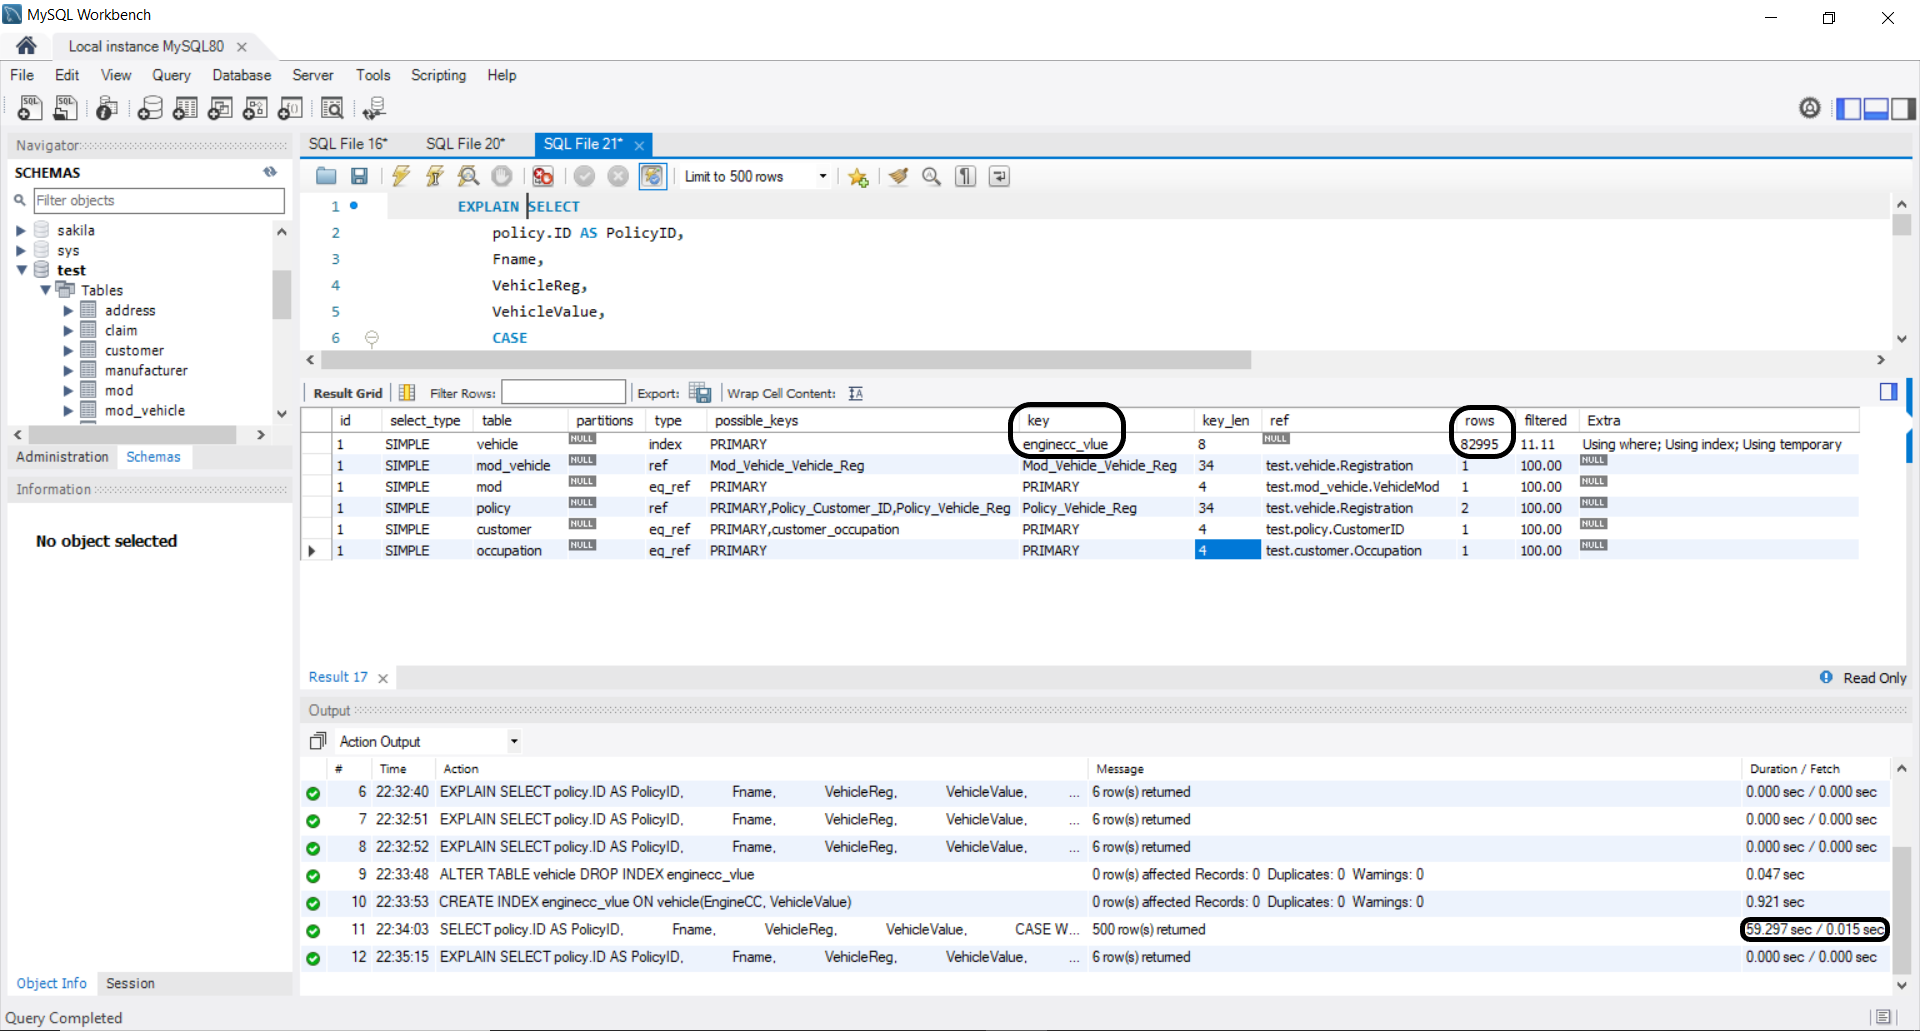 MySQL Workbench
Local instance MySQL80
File Edit View Query Database Server Tools Scripting Help
Navigator
SCHEMAS
Filter objects
sakila
sys
test
Tables
address
claim
customer
manufacturer
mod
mod_vehicle
Administration Schemas
Information
No object selected
Object Info Session
SQL File 16* SQL File 20* SQL File 21*
Limit to 500 rows
1 EXPLAIN SELECT
2 policy.ID AS PolicyID,
3 Fname,
4 VehicleReg,
5 VehicleValue,
6 CASE
Result Grid Filter Rows: Export: Wrap Cell Content:
id select_type table partitions type possible_keys key key_len ref rows filtered Extra
1 SIMPLE vehicle NULL index PRIMARY enginecc_vlue 8 NULL 82995 11.11 Using where; Using index; Using temporary
1 SIMPLE mod_vehicle NULL ref Mod_Vehicle_Vehicle_Reg Mod_Vehicle_Vehicle_Reg 34 test.vehicle.Registration 1 100.00 NULL
1 SIMPLE mod NULL eq_ref PRIMARY PRIMARY 4 test.mod_vehicle.VehicleMod 1 100.00 NULL
1 SIMPLE policy NULL ref PRIMARY,Policy_Customer_ID,Policy_Vehicle_Reg Policy_Vehicle_Reg 34 test.vehicle.Registration 2 100.00 NULL
1 SIMPLE customer NULL eq_ref PRIMARY,customer_occupation PRIMARY 4 test.policy.CustomerID 1 100.00 NULL
1 SIMPLE occupation NULL eq_ref PRIMARY PRIMARY 4 test.customer.Occupation 1 100.00 NULL
Result 17 Read Only
Output
Action Output
# Time Action Message Duration / Fetch
6 22:32:40 EXPLAIN SELECT policy.ID AS PolicyID, Fname, VehicleReg, VehicleValue, ... 6 row(s) returned 0.000 sec / 0.000 sec
7 22:32:51 EXPLAIN SELECT policy.ID AS PolicyID, Fname, VehicleReg, VehicleValue, ... 6 row(s) returned 0.000 sec / 0.000 sec
8 22:32:52 EXPLAIN SELECT policy.ID AS PolicyID, Fname, VehicleReg, VehicleValue, ... 6 row(s) returned 0.000 sec / 0.000 sec
9 22:33:48 ALTER TABLE vehicle DROP INDEX enginecc_vlue 0 row(s) affected Records: 0 Duplicates: 0 Warnings: 0 0.047 sec
10 22:33:53 CREATE INDEX enginecc_vlue ON vehicle(EngineCC, VehicleValue) 0 row(s) affected Records: 0 Duplicates: 0 Warnings: 0 0.921 sec
11 22:34:03 SELECT policy.ID AS PolicyID, Fname, VehicleReg, VehicleValue, CASE W... 500 row(s) returned 59.297 sec / 0.015 sec
12 22:35:15 EXPLAIN SELECT policy.ID AS PolicyID, Fname, VehicleReg, VehicleValue, ... 6 row(s) returned 0.000 sec / 0.000 sec
Query Completed